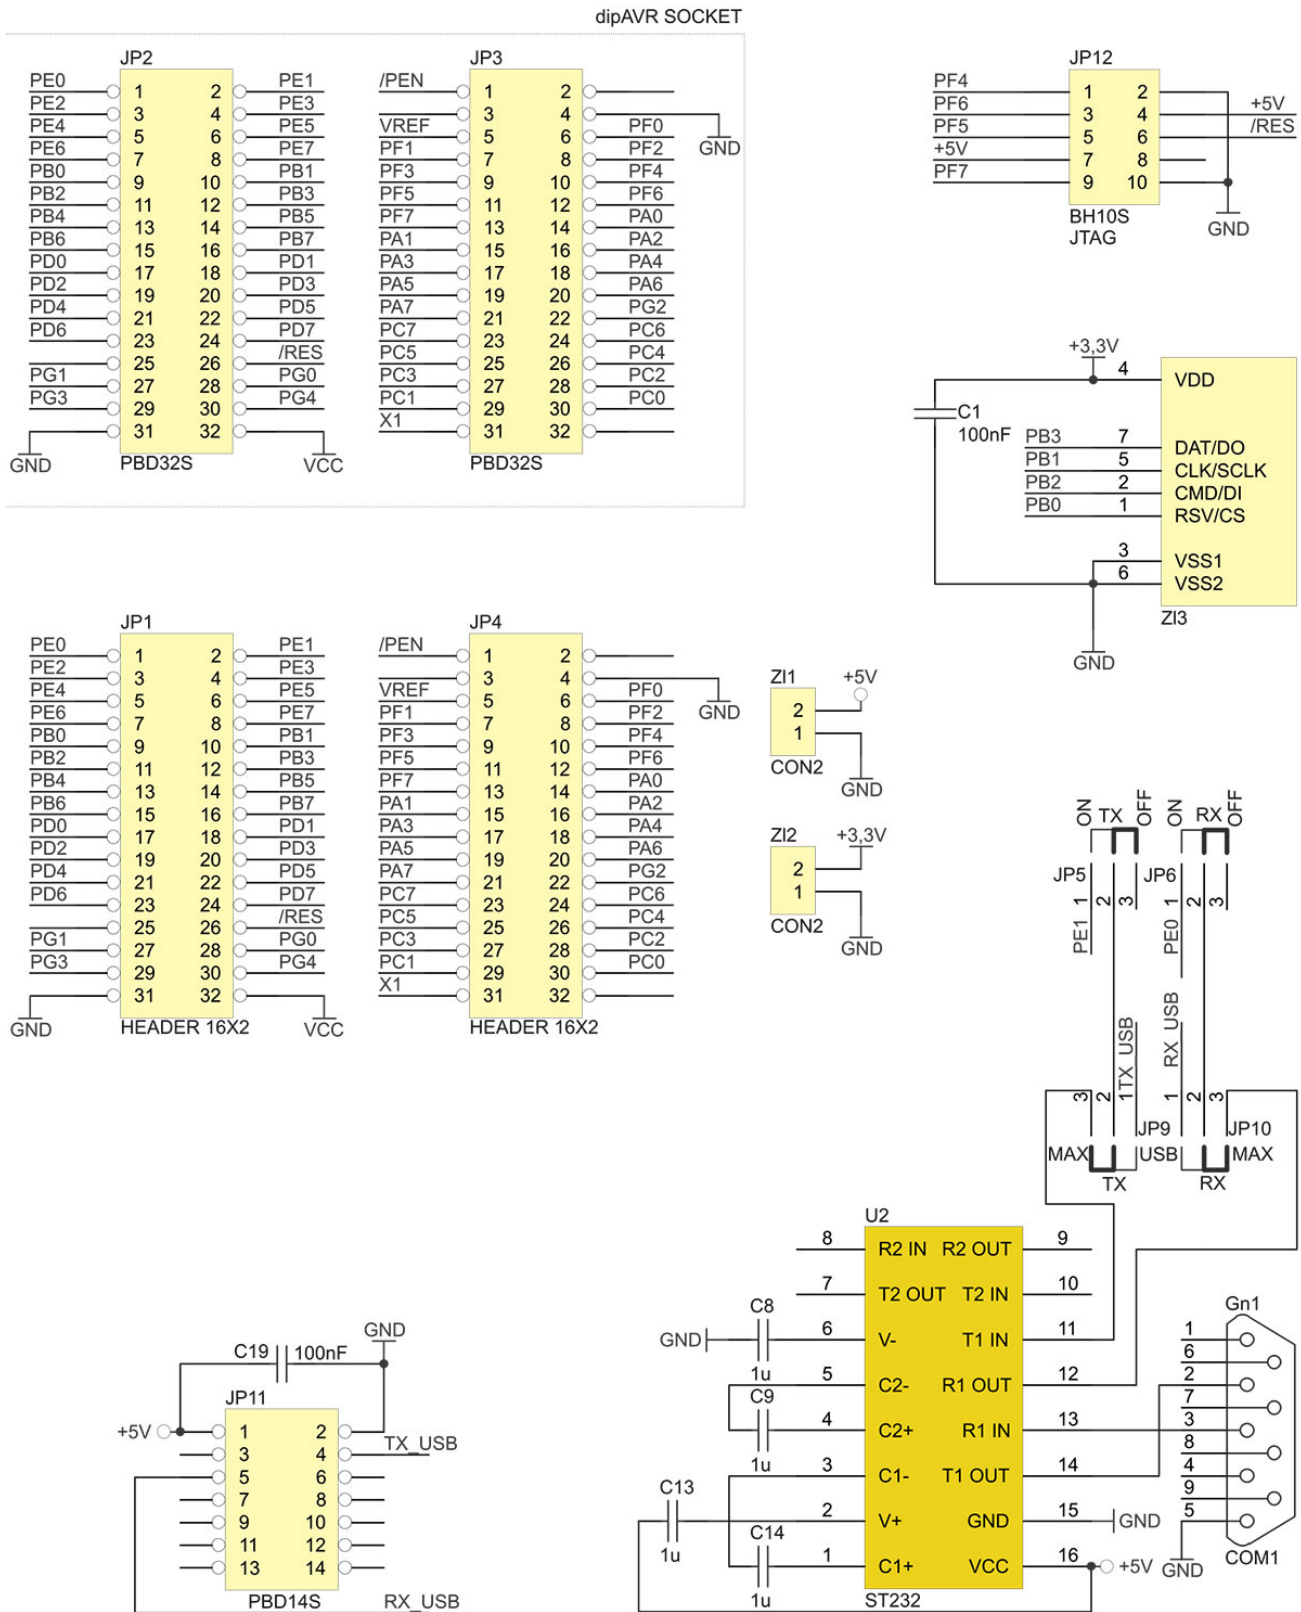 dipAVR SOCKET
JP2
PE0 1 2 PE1
PE2 3 4 PE3
PE4 5 6 PE5
PE6 7 8 PE7
PB0 9 10 PB1
PB2 11 12 PB3
PB4 13 14 PB5
PB6 15 16 PB7
PD0 17 18 PD1
PD2 19 20 PD3
PD4 21 22 PD5
PD6 23 24 PD7
25 26 /RES
PG1 27 28 PG0
PG3 29 30 PG4
31 32
GND PBD32S VCC
JP3
/PEN 1 2
3 4
GND
VREF 5 6 PF0
PF1 7 8 PF2
PF3 9 10 PF4
PF5 11 12 PF6
PF7 13 14 PA0
PA1 15 16 PA2
PA3 17 18 PA4
PA5 19 20 PA6
PA7 21 22 PG2
PC7 23 24 PC6
PC5 25 26 PC4
PC3 27 28 PC2
PC1 29 30 PC0
X1 31 32
PBD32S
JP12
PF4 1 2
PF6 3 4 +5V
PF5 5 6 /RES
+5V 7 8
PF7 9 10
BH10S
JTAG
GND
+3,3V
4 VDD
C1
100nF
PB3 7 DAT/DO
PB1 5 CLK/SCLK
PB2 2 CMD/DI
PB0 1 RSV/CS
3 VSS1
6 VSS2
ZI3
GND
JP1
PE0 1 2 PE1
PE2 3 4 PE3
PE4 5 6 PE5
PE6 7 8 PE7
PB0 9 10 PB1
PB2 11 12 PB3
PB4 13 14 PB5
PB6 15 16 PB7
PD0 17 18 PD1
PD2 19 20 PD3
PD4 21 22 PD5
PD6 23 24 PD7
25 26 /RES
PG1 27 28 PG0
PG3 29 30 PG4
31 32
GND HEADER 16X2 VCC
JP4
/PEN 1 2
3 4
GND
VREF 5 6 PF0
PF1 7 8 PF2
PF3 9 10 PF4
PF5 11 12 PF6
PF7 13 14 PA0
PA1 15 16 PA2
PA3 17 18 PA4
PA5 19 20 PA6
PA7 21 22 PG2
PC7 23 24 PC6
PC5 25 26 PC4
PC3 27 28 PC2
PC1 29 30 PC0
X1 31 32
HEADER 16X2
ZI1 +5V
2
1
CON2
GND
ZI2 +3,3V
2
1
CON2
GND
ON TX OFF
ON RX OFF
JP5 1 2 3
JP6 1 2 3
PE1
PE0
TX_USB
RX_USB
3 2 1
1 2 3
JP9
JP10
MAX USB MAX
TX RX
U2
8 R2 IN R2 OUT 9
7 T2 OUT T2 IN 10
6 V- T1 IN 11
5 C2- R1 OUT 12
4 C2+ R1 IN 13
3 C1- T1 OUT 14
2 V+ GND 15 GND
1 C1+ VCC 16 +5V
ST232
GND C8
1u
C9
1u
C13
1u
C14
1u
Gn1
1
6
2
7
3
8
4
9
5
COM1
GND
GND
C19 100nF
JP11
+5V 1 2
3 4 TX_USB
5 6
7 8
9 10
11 12
13 14
PBD14S RX_USB